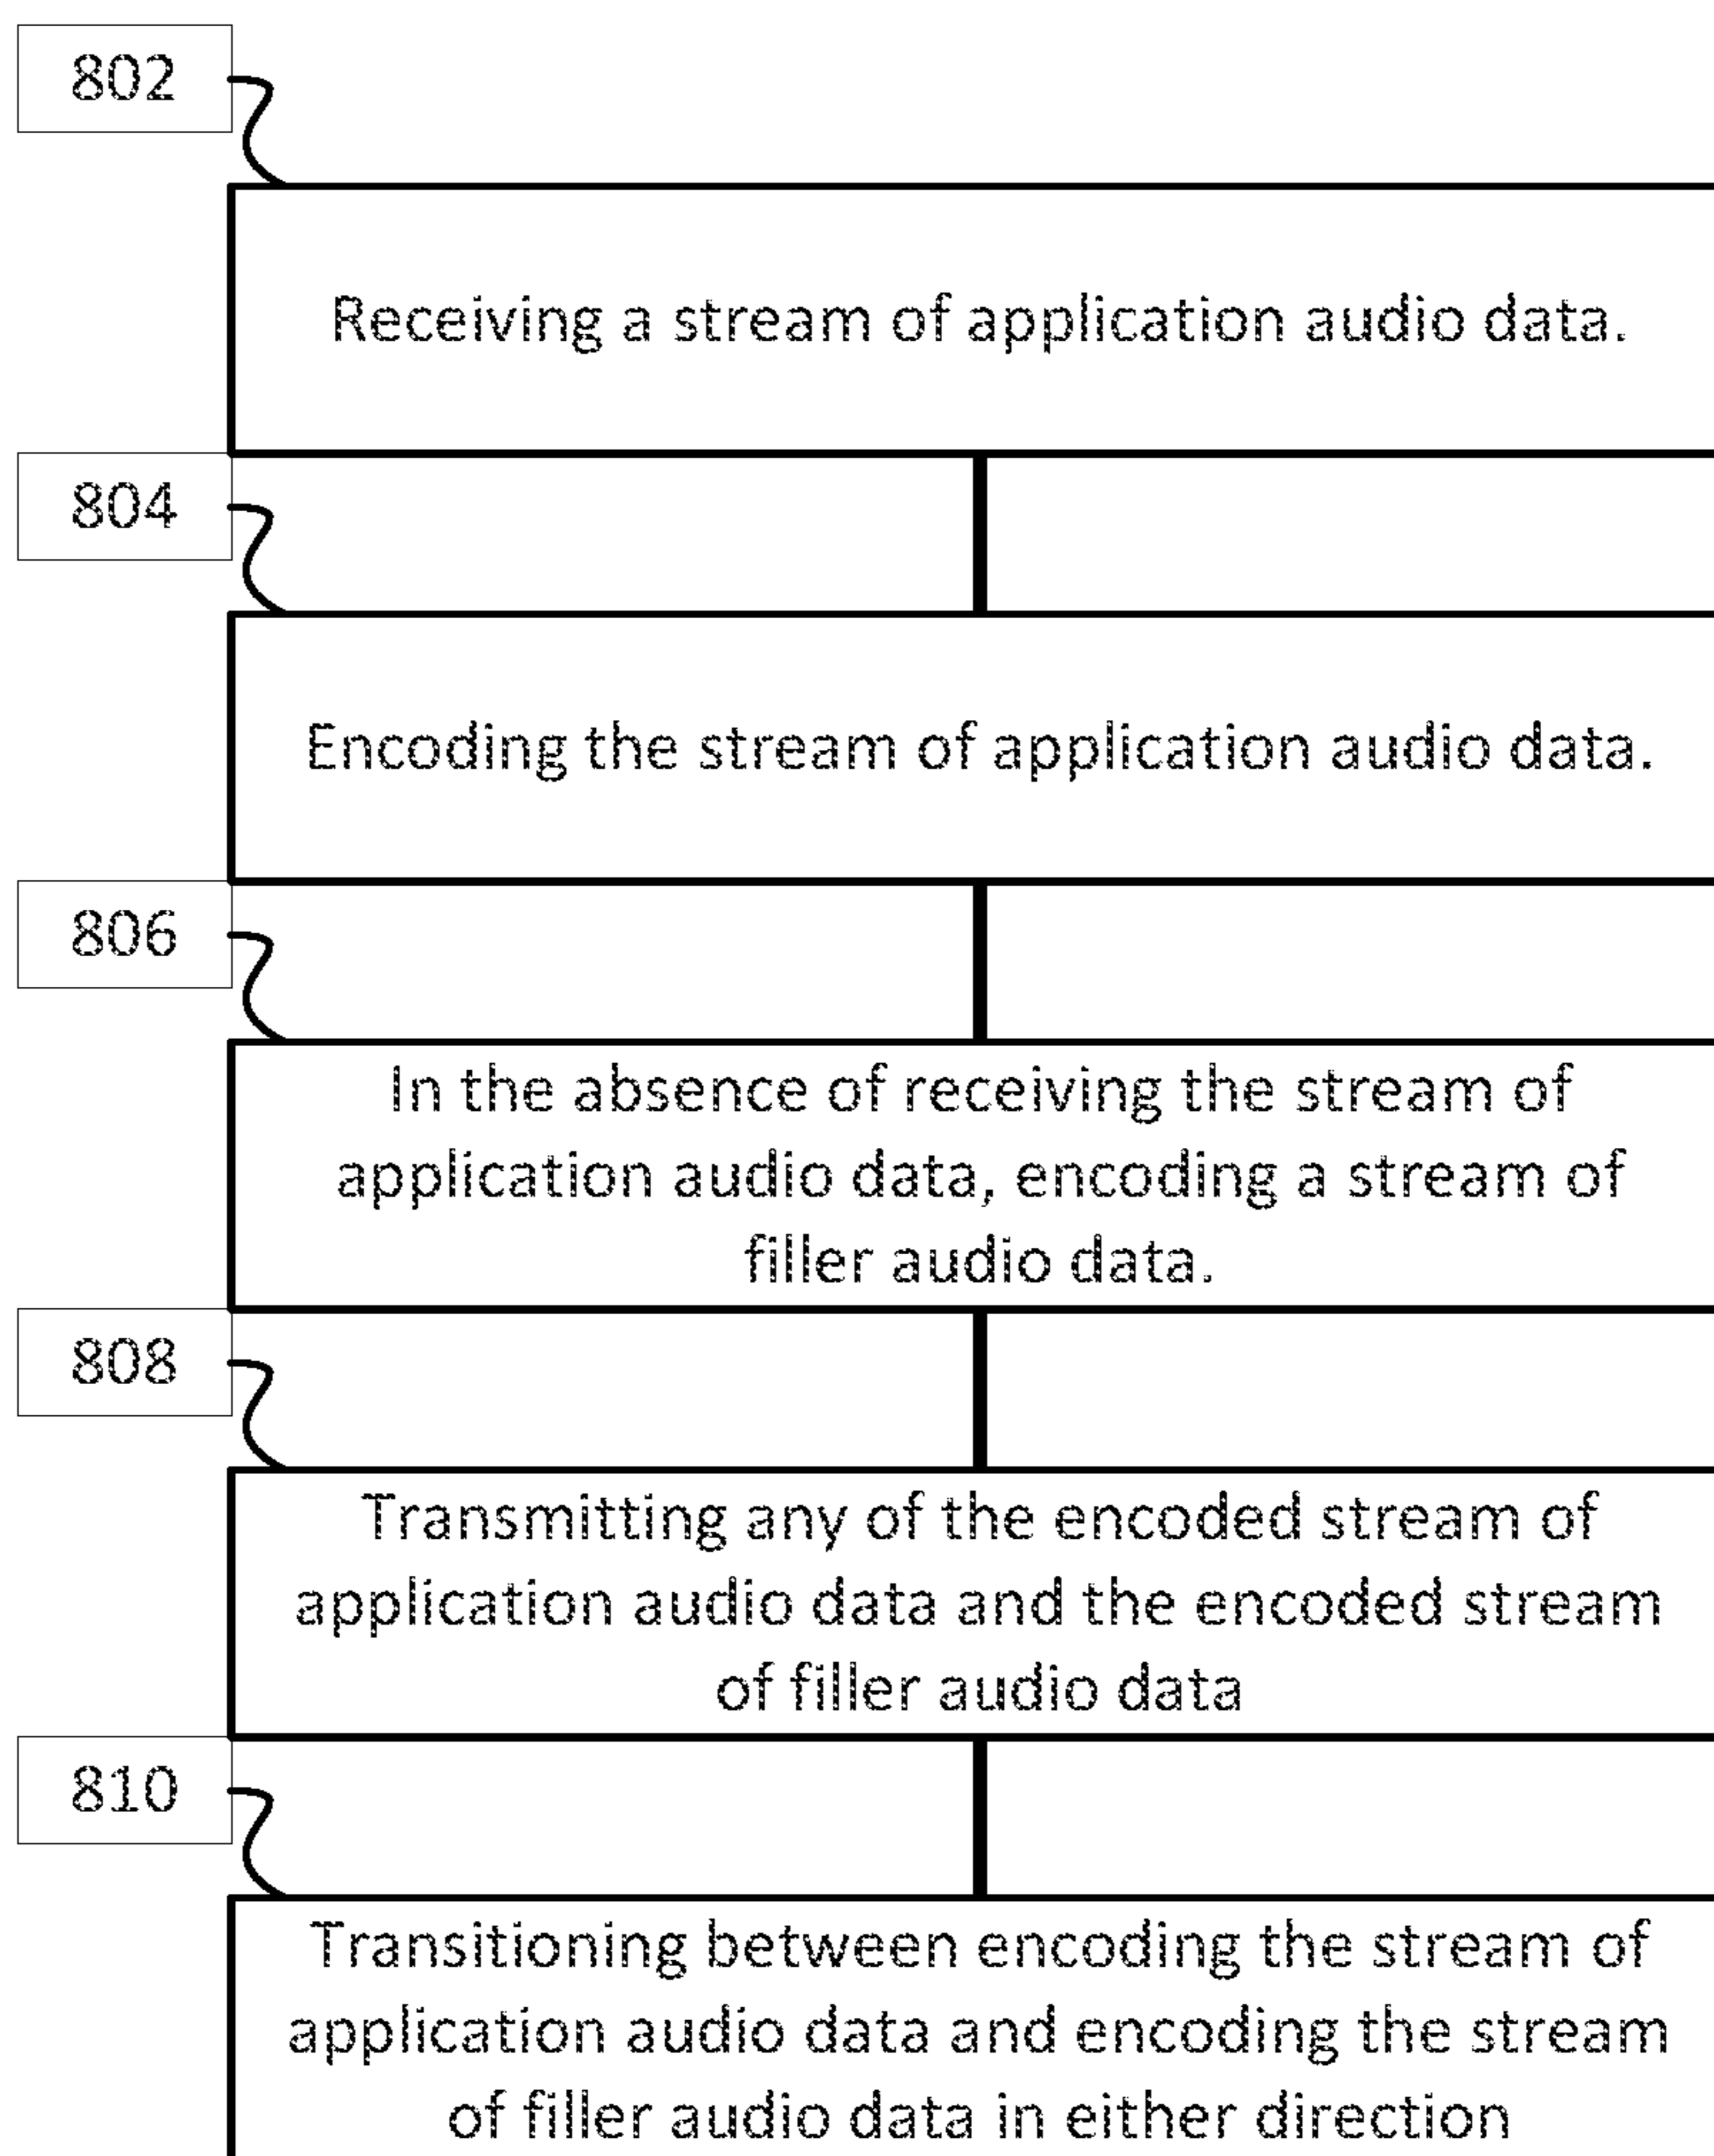 802
Receiving a stream of application audio data.
804
Encoding the stream of application audio data.
806
In the absence of receiving the stream of
application audio data, encoding a stream of
filler audio data.
808
Transmitting any of the encoded stream of
application audio data and the encoded stream
of filler audio data
810
Transitioning between encoding the stream of
application audio data and encoding the stream
of filler audio data in either direction